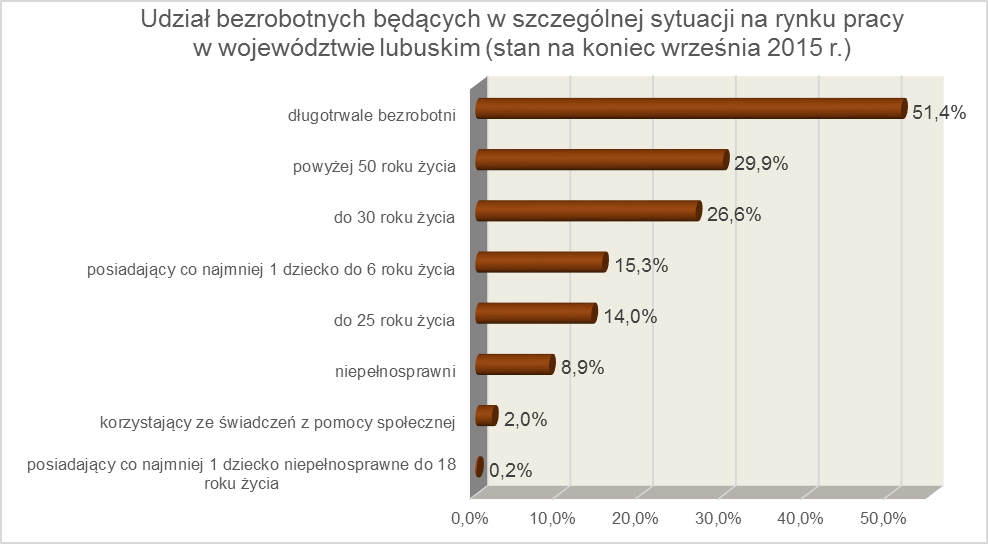 Udział bezrobotnych będących w szczególnej sytuacji na rynku pracy
w województwie lubuskim (stan na koniec września 2015 r.)
długotrwale bezrobotni
51,4%
powyżej 50 roku życia
29,9%
do 30 roku życia
26,6%
posiadający co najmniej 1 dziecko do 6 roku życia
15,3%
do 25 roku życia
14,0%
niepełnosprawni
8,9%
korzystający ze świadczeń z pomocy społecznej
2,0%
posiadający co najmniej 1 dziecko niepełnosprawne do 18
roku życia
0,2%
0,0% 10,0% 20,0% 30,0% 40,0% 50,0%